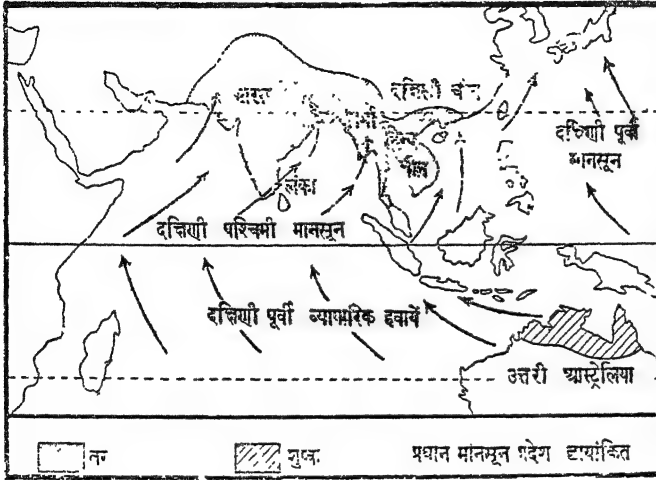 भारत
दक्षिणी चीन
लंका
दक्षिणी पूर्वी
मानसून
दक्षिणी पश्चिमी मानसून
दक्षिणी पूर्वी व्यापारिक हवायें
उत्तरी आस्ट्रेलिया
शुष्क
प्रधान मांनसून प्रदेश छायांकित